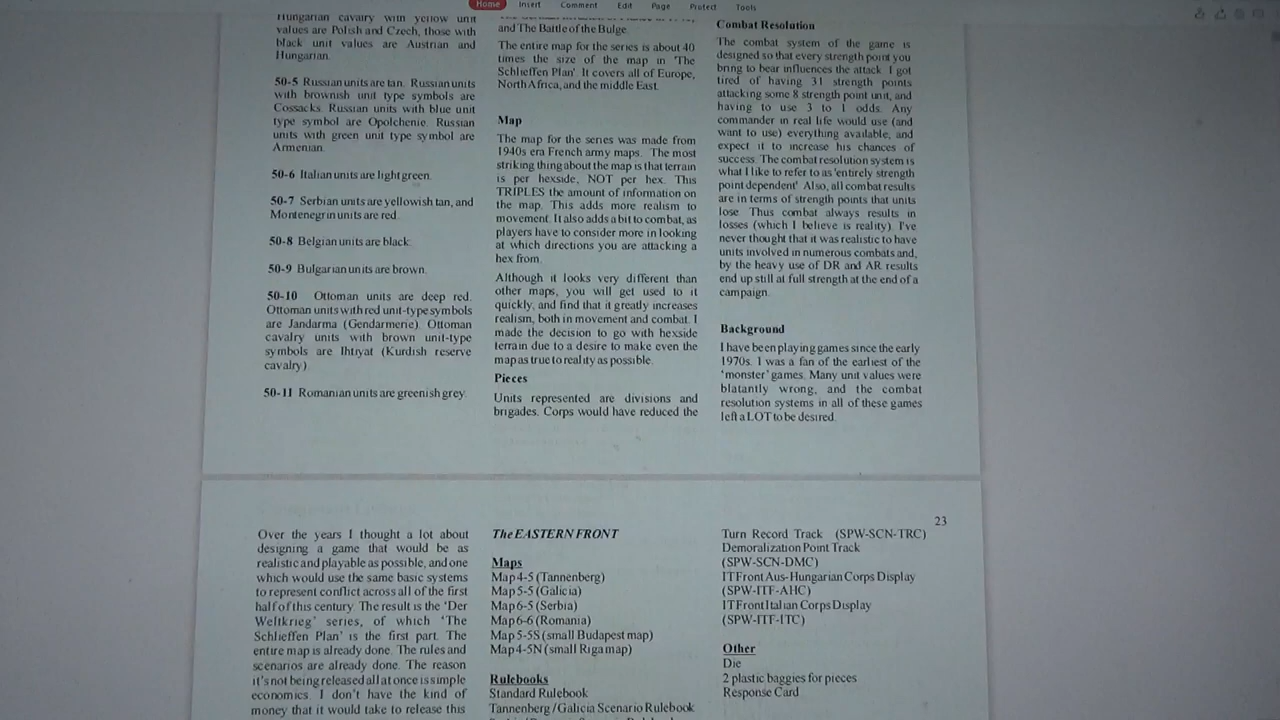 Home Insert Comment Edit Page Protect Tools
Hungarian cavalry with yellow unit
values are Polish and Czech, those with
black unit values are Austrian and
Hungarian.
50-5 Russian units are tan. Russian units
with brownish unit type symbols are
Cossacks. Russian units with blue unit
type symbol are Opolchenie. Russian
units with green unit type symbol are
Armenian.
50-6 Italian units are light green.
50-7 Serbian units are yellowish tan, and
Montenegrin units are red.
50-8 Belgian units are black.
50-9 Bulgarian units are brown.
50-10 Ottoman units are deep red.
Ottoman units with red unit-type symbols
are Jandarma (Gendarmerie). Ottoman
cavalry units with brown unit-type
symbols are Ihtiyat (Kurdish reserve
cavalry).
50-11 Romanian units are greenish grey.
and The Battle of the Bulge.
The entire map for the series is about 40
times the size of the map in 'The
Schlieffen Plan'. It covers all of Europe,
North Africa, and the middle East.
Map
The map for the series was made from
1940s era French army maps. The most
striking thing about the map is that terrain
is per hexside, NOT per hex. This
TRIPLES the amount of information on
the map. This adds more realism to
movement. It also adds a bit to combat, as
players have to consider more in looking
at which directions you are attacking a
hex from.
Although it looks very different than
other maps, you will get used to it
quickly, and find that it greatly increases
realism, both in movement and combat. I
made the decision to go with hexside
terrain due to a desire to make even the
map as true to reality as possible.
Pieces
Units represented are divisions and
brigades. Corps would have reduced the
Combat Resolution
The combat system of the game is
designed so that every strength point you
bring to bear influences the attack. I got
tired of having 31 strength points
attacking some 8 strength point unit, and
having to use 3 to 1 odds. Any
commander in real life would use (and
want to use) everything available, and
expect it to increase his chances of
success. The combat resolution system is
what I like to refer to as 'entirely strength
point dependent' Also, all combat results
are in terms of strength points that units
lose. Thus combat always results in
losses (which I believe is reality). I've
never thought that it was realistic to have
units involved in numerous combats and,
by the heavy use of DR and AR results
end up still at full strength at the end of a
campaign.
Background
I have been playing games since the early
1970s. I was a fan of the earliest of the
'monster' games. Many unit values were
blatantly wrong, and the combat
resolution systems in all of these games
left a LOT to be desired.
23
Over the years I thought a lot about
designing a game that would be as
realistic and playable as possible, and one
which would use the same basic systems
to represent conflict across all of the first
half of this century. The result is the 'Der
Weltkrieg' series, of which 'The
Schlieffen Plan' is the first part. The
entire map is already done. The rules and
scenarios are already done. The reason
it's not being released all at once is simple
economics. I don't have the kind of
money that it would take to release this
The EASTERN FRONT
Maps
Map 4-5 (Tannenberg)
Map 5-5 (Galicia)
Map 6-5 (Serbia)
Map 6-6 (Romania)
Map 5-5S (small Budapest map)
Map 4-5N (small Riga map)
Rulebooks
Standard Rulebook
Tannenberg/Galicia Scenario Rulebook
Turn Record Track (SPW-SCN-TRC)
Demoralization Point Track
(SPW-SCN-DMC)
IT Front Aus-Hungarian Corps Display
(SPW-ITF-AHC)
IT Front Italian Corps Display
(SPW-ITF-ITC)
Other
Die
2 plastic baggies for pieces
Response Card